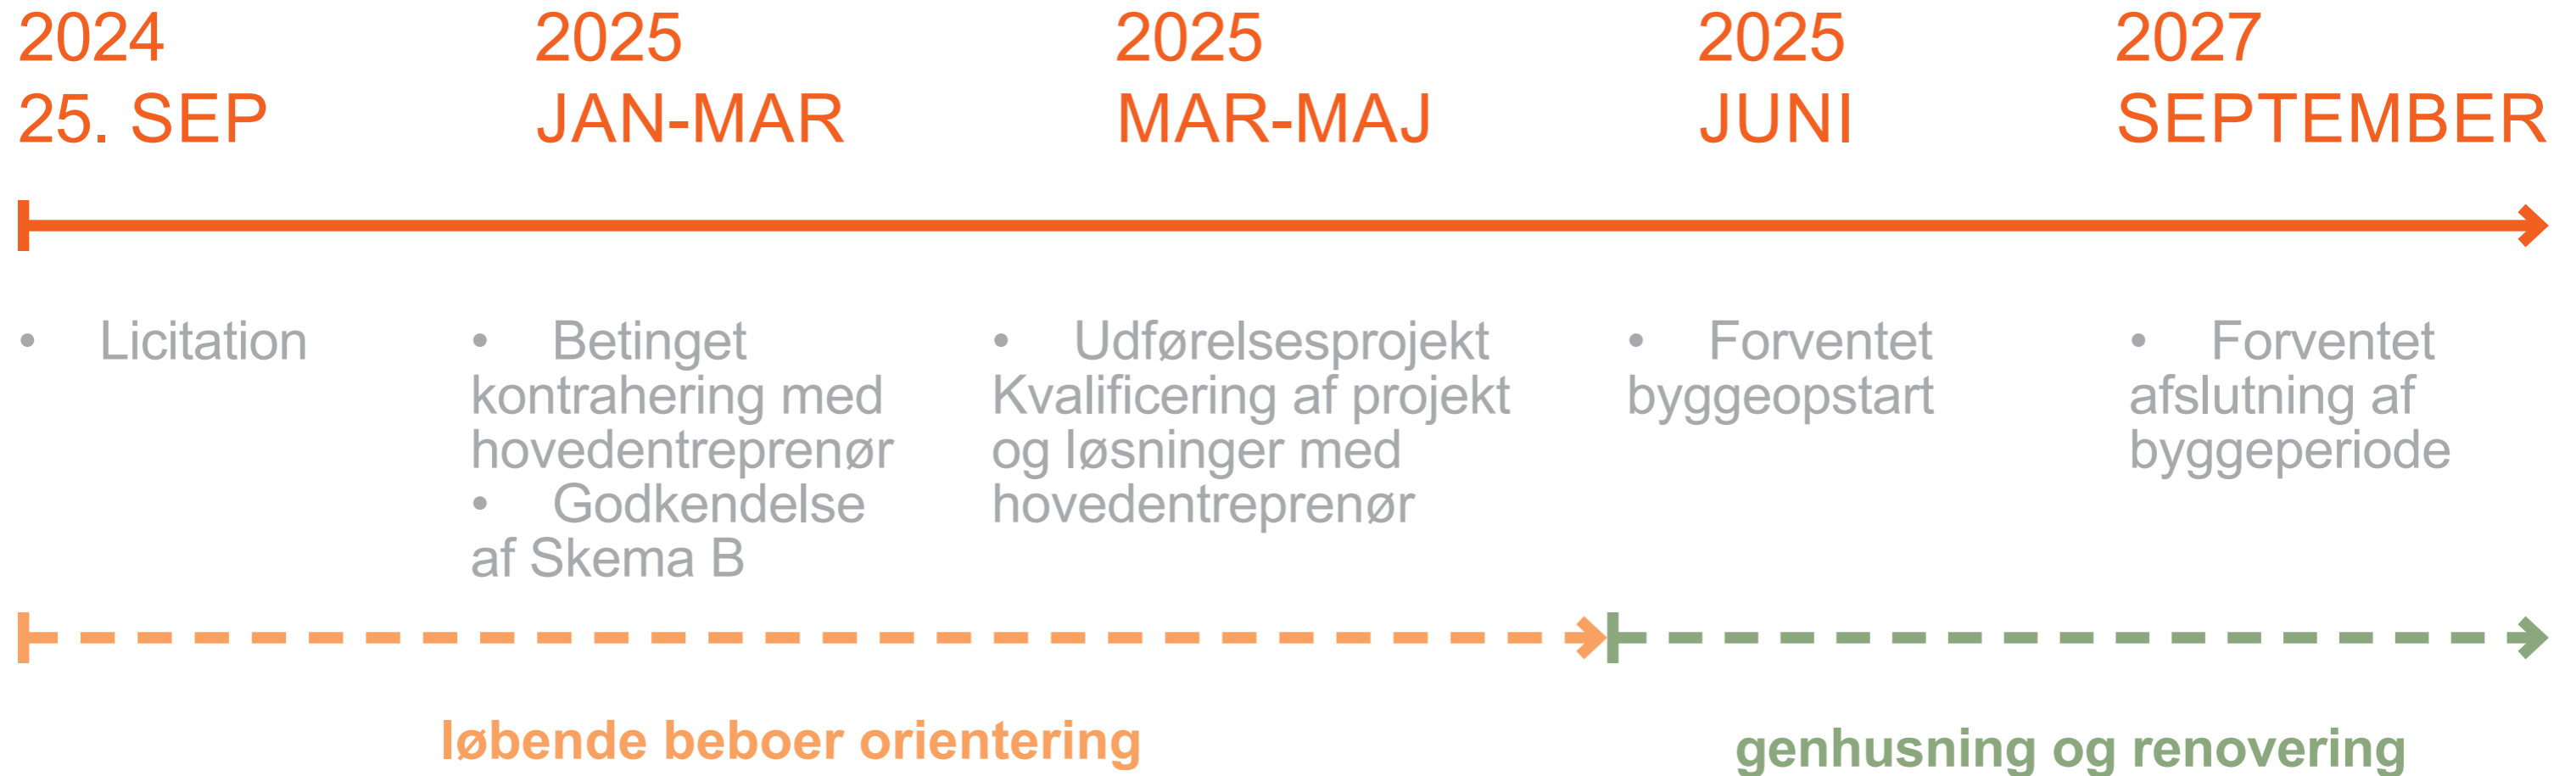 2024
25. SEP
2025
JAN-MAR
2025
MAR-MAJ
2025
JUNI
2027
SEPTEMBER
• Licitation
• Betinget
kontrahering med
hovedentreprenør
• Godkendelse
af Skema B
• Udførelsesprojekt
Kvalificering af projekt
og løsninger med
hovedentreprenør
• Forventet
byggeopstart
• Forventet
afslutning af
byggeperiode
løbende beboer orientering
genhusning og renovering